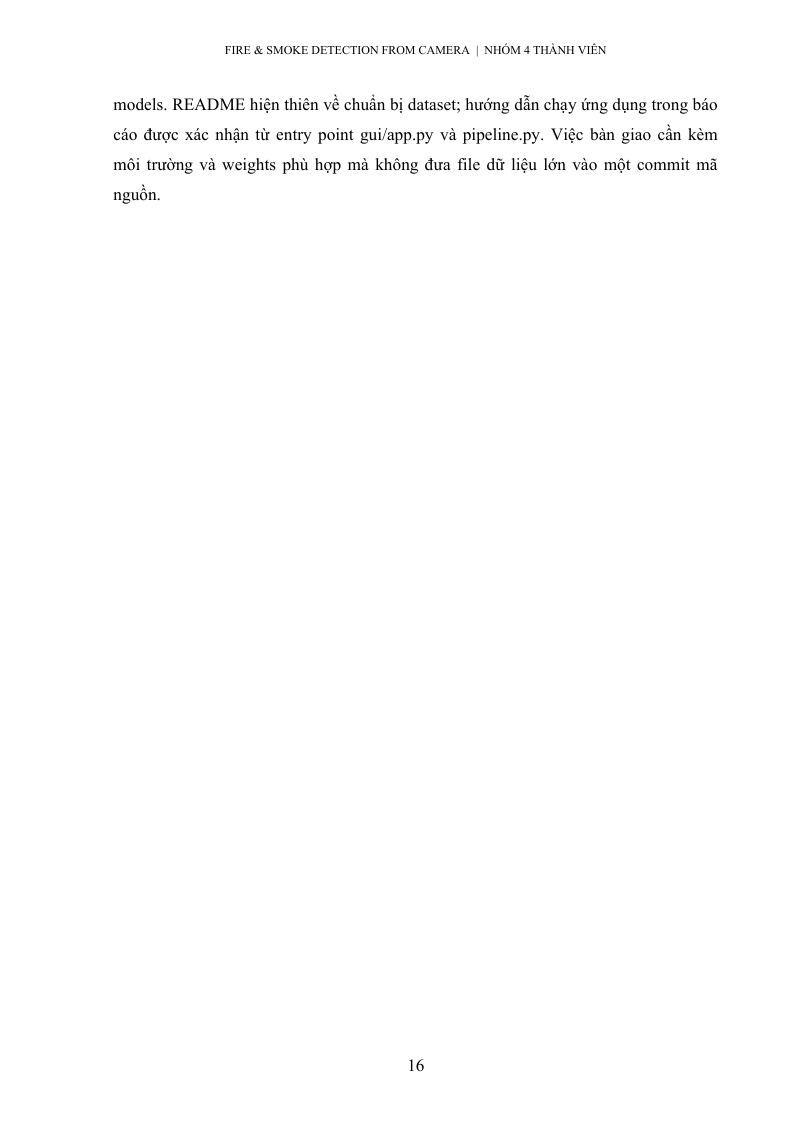 FIRE & SMOKE DETECTION FROM CAMERA | NHÓM 4 THÀNH VIÊN
models. README hiện thiên về chuẩn bị dataset; hướng dẫn chạy ứng dụng trong báo
cáo được xác nhận từ entry point gui/app.py và pipeline.py. Việc bàn giao cần kèm
môi trường và weights phù hợp mà không đưa file dữ liệu lớn vào một commit mã
nguồn.
16